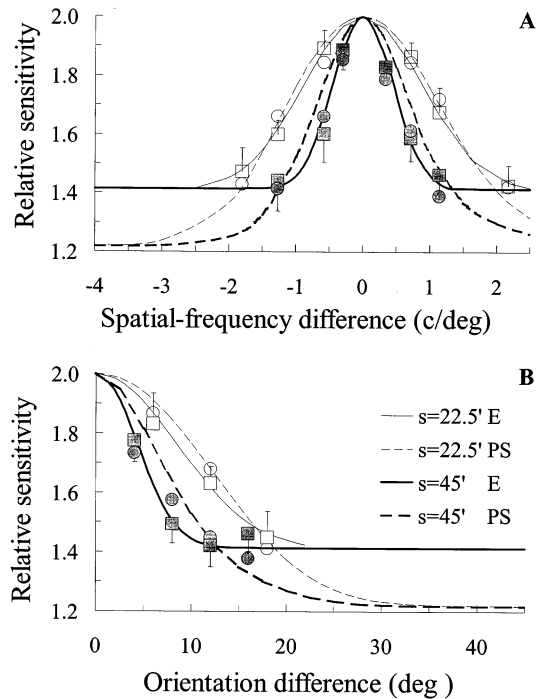 A
2.0
1.8
1.6
1.4
1.2
Relative sensitivity
-4 -3 -2 -1 0 1 2
Spatial-frequency difference (c/deg)
B
2.0
1.8
1.6
1.4
1.2
Relative sensitivity
s=22.5' E
s=22.5' PS
s=45' E
s=45' PS
0 10 20 30 40
Orientation difference (deg )